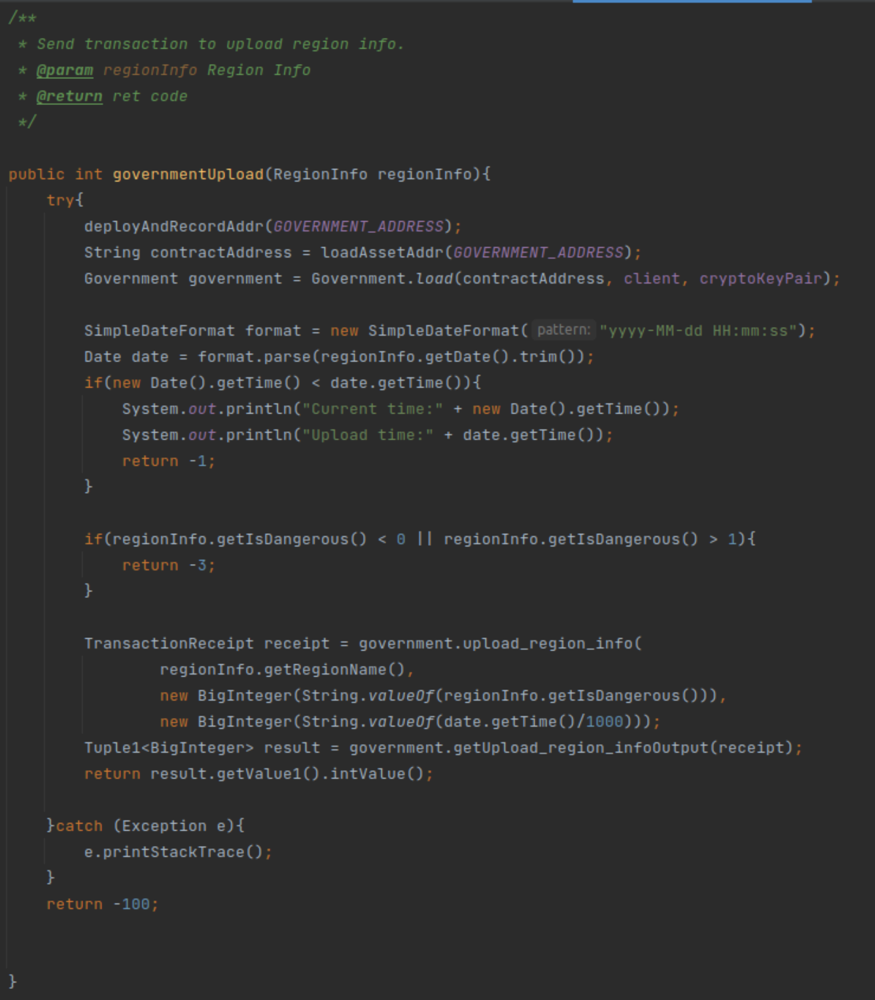 /**
 * Send transaction to upload region info.
 * @param regionInfo Region Info
 * @return ret code
 */
public int governmentUpload(RegionInfo regionInfo){
    try{
        deployAndRecordAddr(GOVERNMENT_ADDRESS);
        String contractAddress = loadAssetAddr(GOVERNMENT_ADDRESS);
        Government government = Government.load(contractAddress, client, cryptoKeyPair);
        SimpleDateFormat format = new SimpleDateFormat( pattern: "yyyy-MM-dd HH:mm:ss");
        Date date = format.parse(regionInfo.getDate().trim());
        if(new Date().getTime() < date.getTime()){
            System.out.println("Current time:" + new Date().getTime());
            System.out.println("Upload time:" + date.getTime());
            return -1;
        }
        if(regionInfo.getIsDangerous() < 0 || regionInfo.getIsDangerous() > 1){
            return -3;
        }
        TransactionReceipt receipt = government.upload_region_info(
                regionInfo.getRegionName(),
                new BigInteger(String.valueOf(regionInfo.getIsDangerous())),
                new BigInteger(String.valueOf(date.getTime()/1000)));
        Tuple1<BigInteger> result = government.getUpload_region_infoOutput(receipt);
        return result.getValue1().intValue();
    }catch (Exception e){
        e.printStackTrace();
    }
    return -100;
}